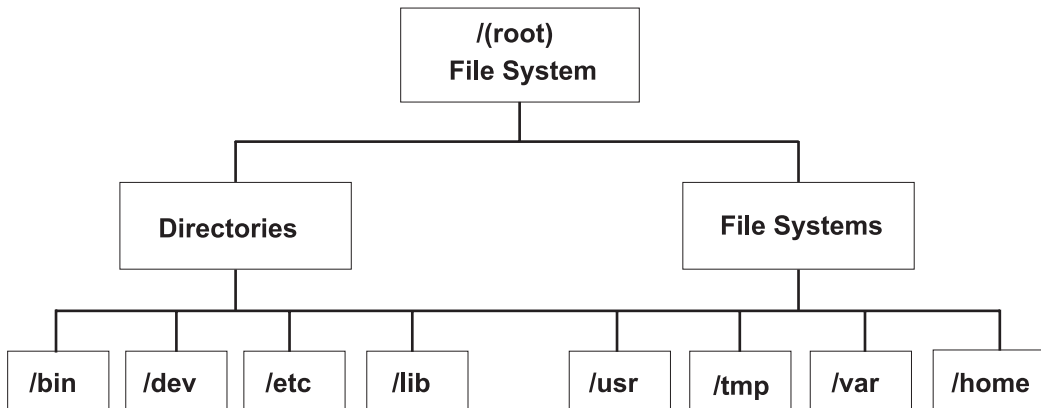 /(root)
File System
Directories
File Systems
/bin
/dev
/etc
/lib
/usr
/tmp
/var
/home